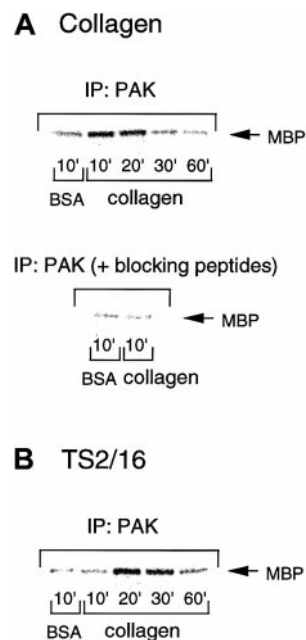 A Collagen
IP: PAK
MBP
10' 10' 20' 30' 60'
BSA collagen
IP: PAK (+ blocking peptides)
MBP
10' 10'
BSA collagen
B TS2/16
IP: PAK
MBP
10' 10' 20' 30' 60'
BSA collagen